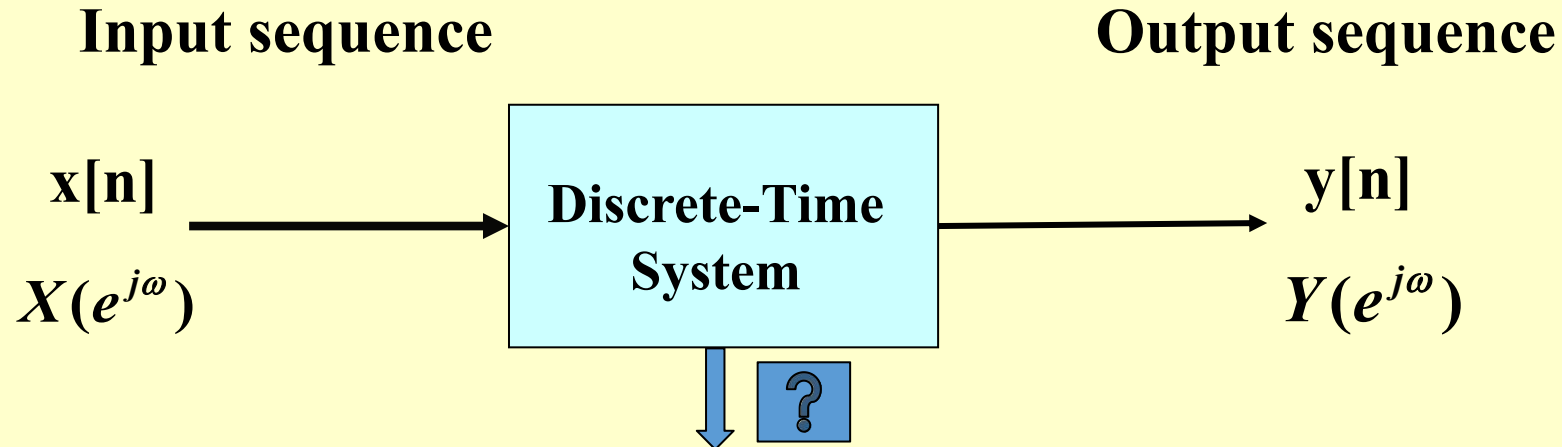 Input sequence
Output sequence
x[n]
Discrete-Time
System
y[n]
X(e^{jω})
Y(e^{jω})
?